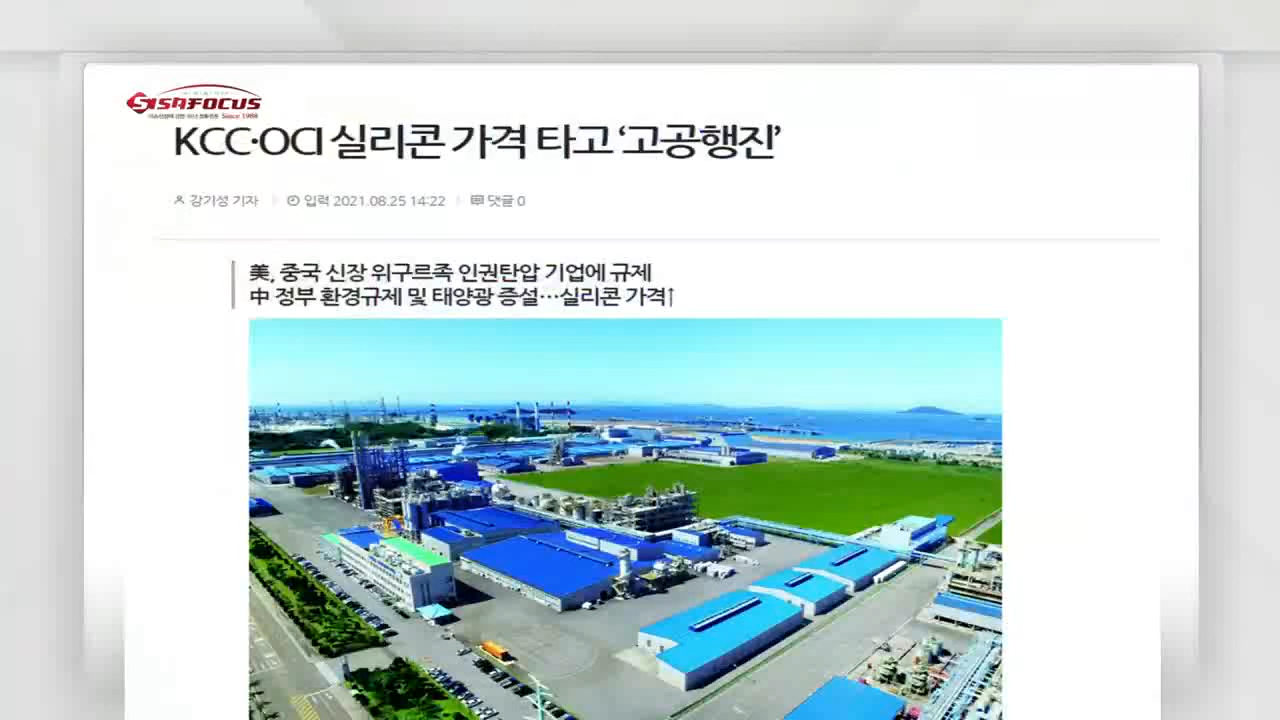 SISAFOCUS
Since 1988
KCC·OCI 실리콘 가격 타고 ‘고공행진’
강기성 기자 | 입력 2021.08.25 14:22 | 댓글 0
美, 중국 신장 위구르족 인권탄압 기업에 규제
中 정부 환경규제 및 태양광 증설…실리콘 가격↑